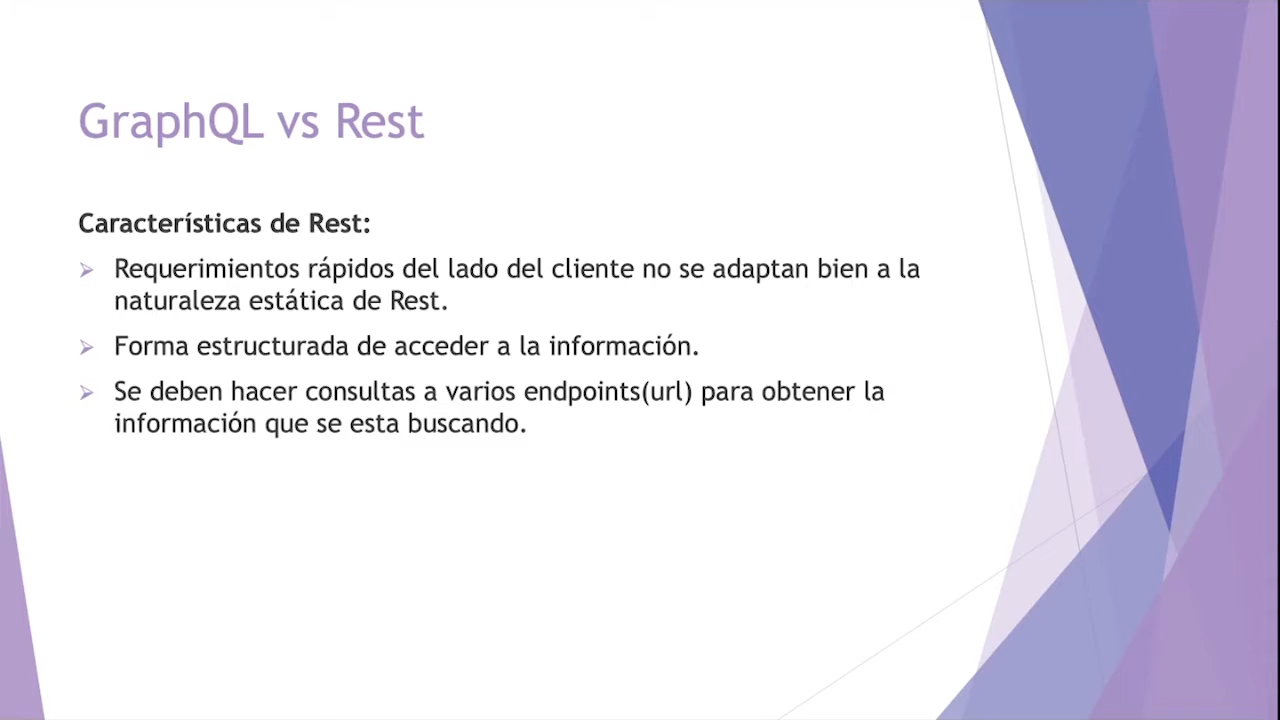 GraphQL vs Rest
Características de Rest:
Requerimientos rápidos del lado del cliente no se adaptan bien a la
naturaleza estática de Rest.
Forma estructurada de acceder a la información.
Se deben hacer consultas a varios endpoints(url) para obtener la
información que se esta buscando.